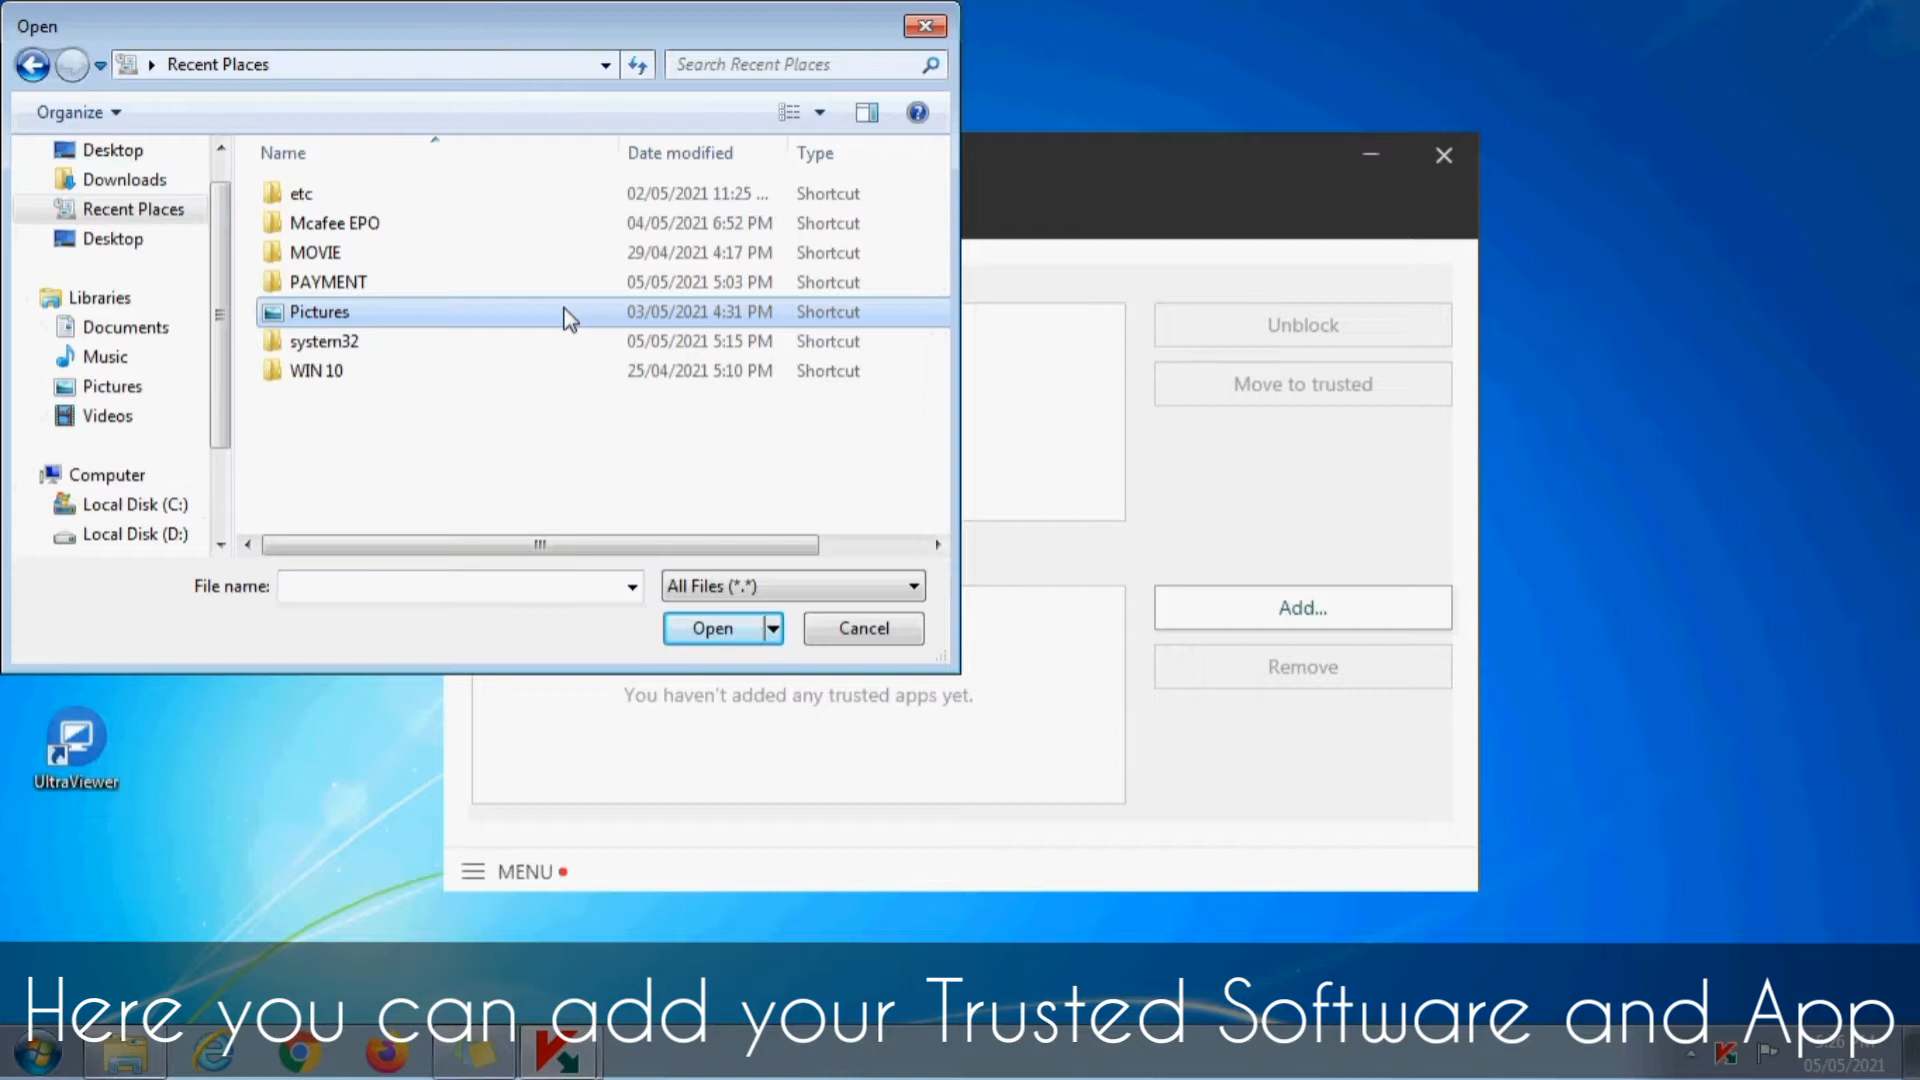 Open
Recent Places
Search Recent Places
Organize
Name Date modified Type
Desktop
Downloads
Recent Places
Desktop
Libraries
Documents
Music
Pictures
Videos
Computer
Local Disk (C:)
Local Disk (D:)
etc 02/05/2021 11:25 ... Shortcut
Mcafee EPO 04/05/2021 6:52 PM Shortcut
MOVIE 29/04/2021 4:17 PM Shortcut
PAYMENT 05/05/2021 5:03 PM Shortcut
Pictures 03/05/2021 4:31 PM Shortcut
system32 05/05/2021 5:15 PM Shortcut
WIN 10 25/04/2021 5:10 PM Shortcut
File name: All Files (*.*)
Open Cancel
Unblock
Move to trusted
Add...
Remove
You haven't added any trusted apps yet.
MENU
UltraViewer
Here you can add your Trusted Software and App
05/05/2021